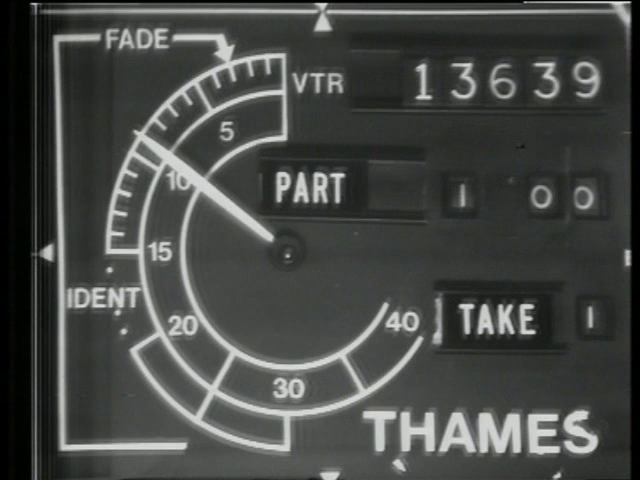 FADE
VTR 13639
5
PART 1 00
10
15
IDENT
20
40
TAKE 1
30
THAMES